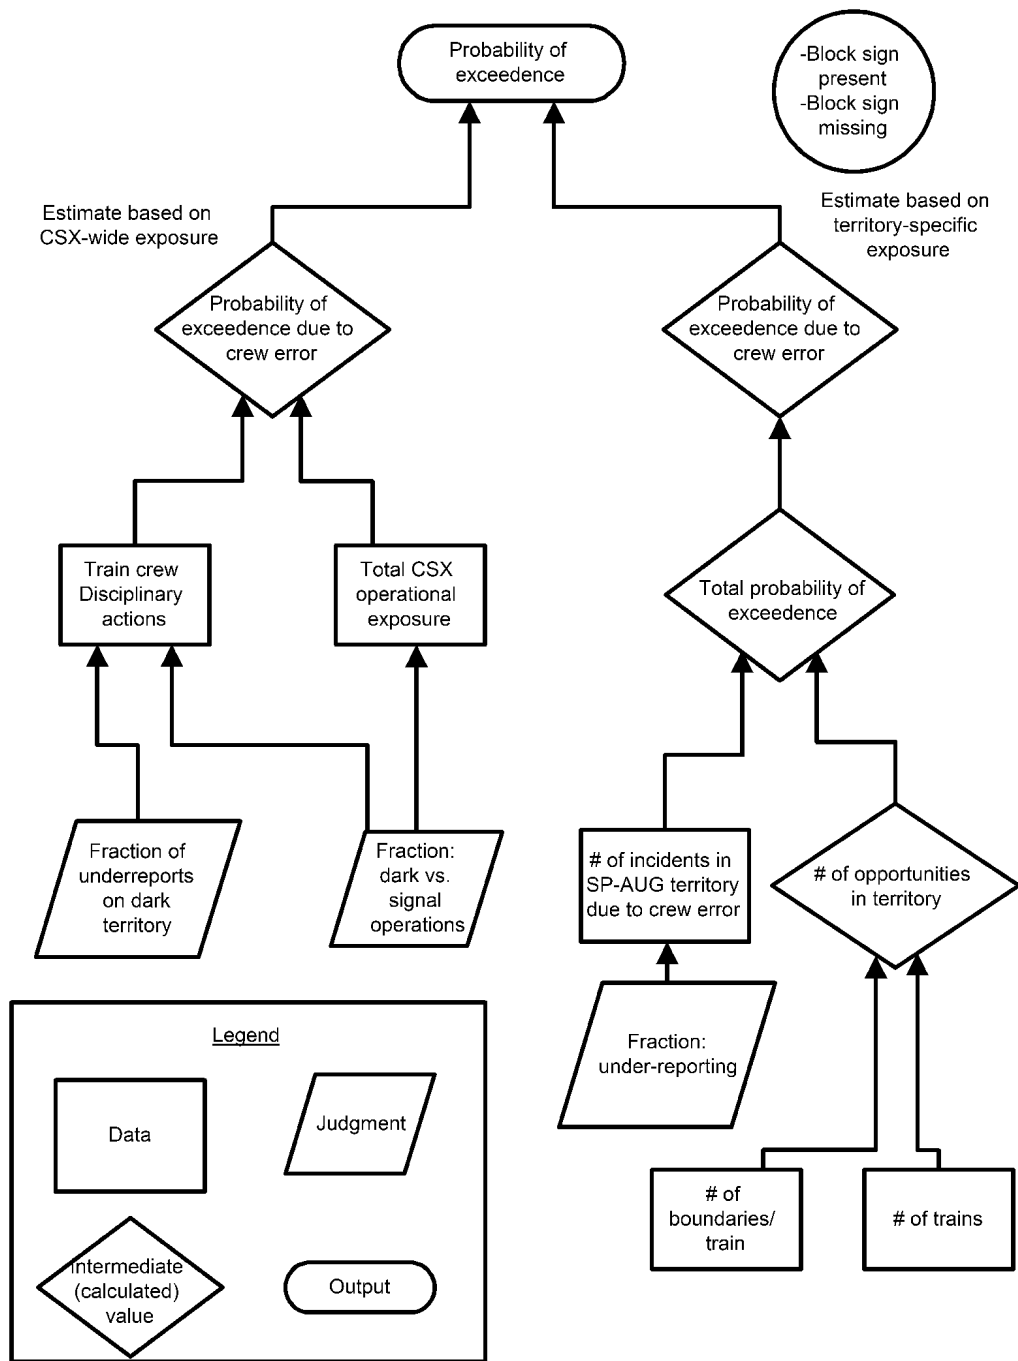 Probability of
exceedence
-Block sign
present
-Block sign
missing
Estimate based on
CSX-wide exposure
Estimate based on
territory-specific
exposure
Probability of
exceedence due to
crew error
Probability of
exceedence due to
crew error
Train crew
Disciplinary
actions
Total CSX
operational
exposure
Total probability of
exceedence
Fraction of
underreports
on dark
territory
Fraction:
dark vs.
signal
operations
# of incidents in
SP-AUG territory
due to crew error
# of opportunities
in territory
Fraction:
under-reporting
# of
boundaries/
train
# of trains
Legend
Data
Judgment
Intermediate
(calculated)
value
Output